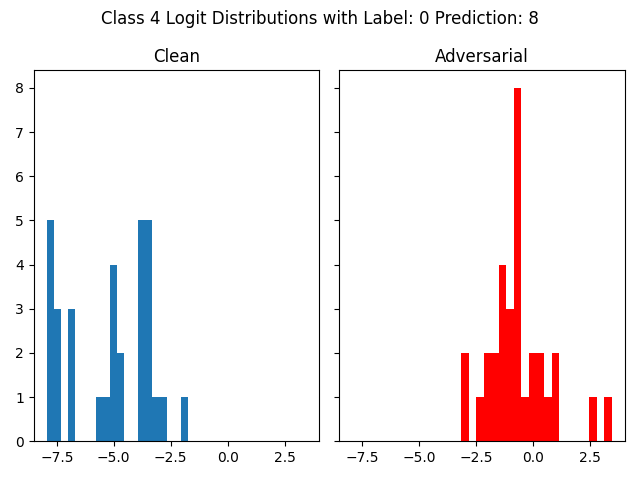 Class 4 Logit Distributions with Label: 0 Prediction: 8
Clean
Adversarial
8
7
6
5
4
3
2
1
0
−7.5 −5.0 −2.5 0.0 2.5
−7.5 −5.0 −2.5 0.0 2.5